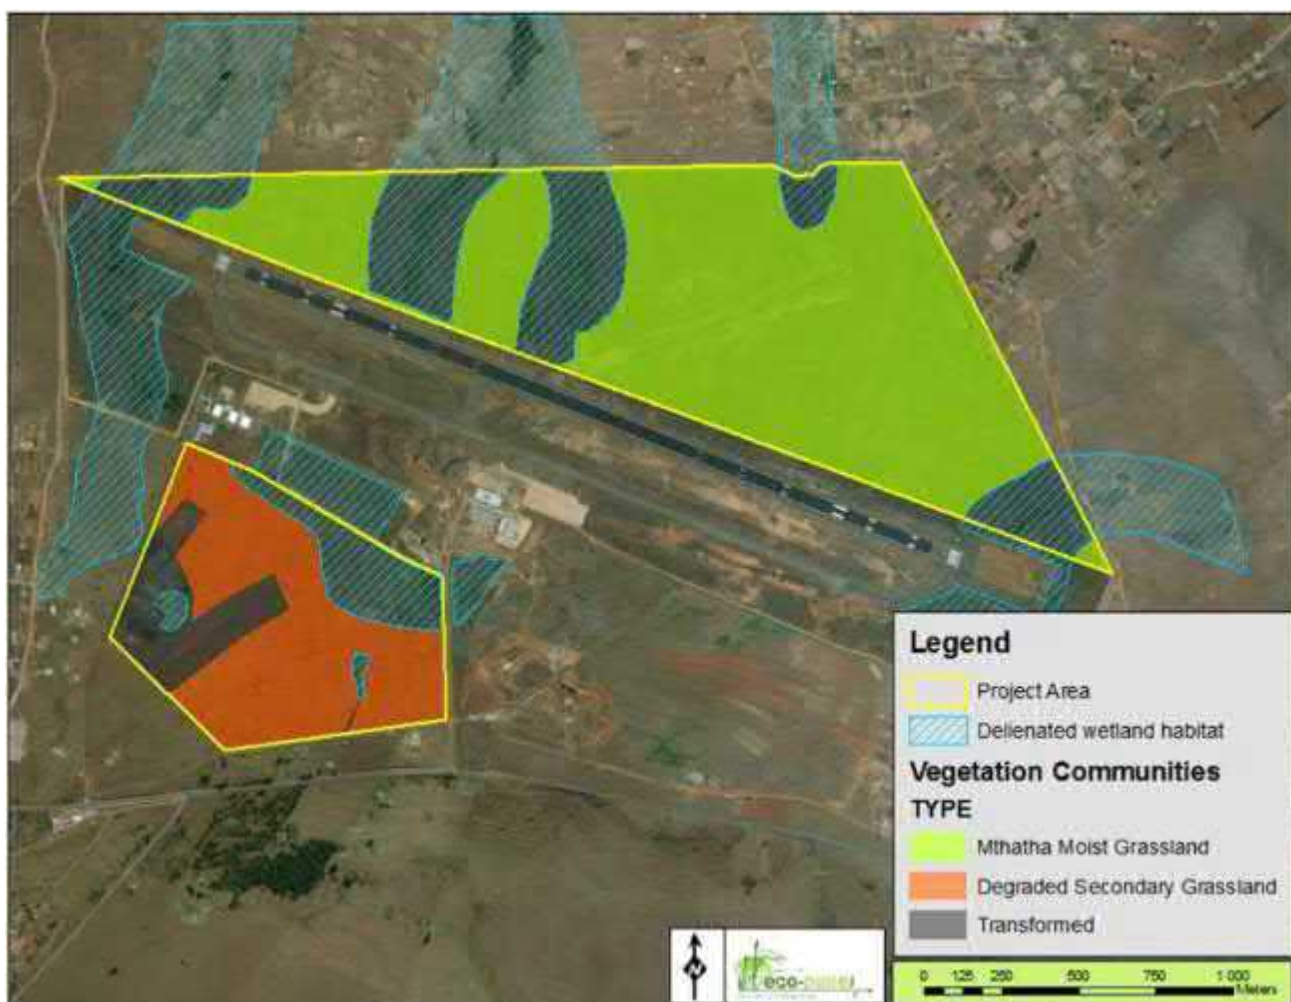 Legend
Project Area
Delienated wetland habitat
Vegetation Communities
TYPE
Mthatha Moist Grassland
Degraded Secondary Grassland
Transformed
N
0 125 250 500 750 1 000
Meters